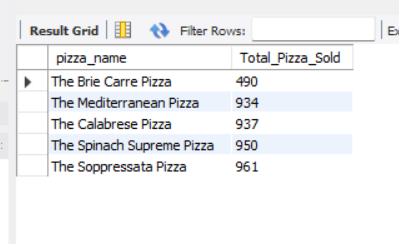 Result Grid Filter Rows: Ex
pizza_name Total_Pizza_Sold
The Brie Carre Pizza 490
The Mediterranean Pizza 934
The Calabrese Pizza 937
The Spinach Supreme Pizza 950
The Soppressata Pizza 961